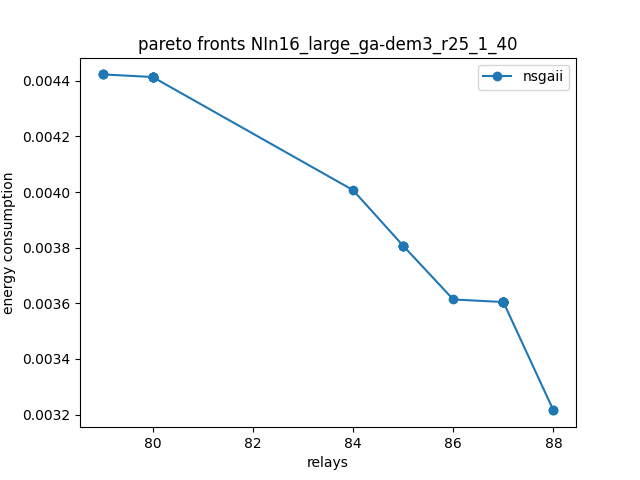 pareto fronts NIn16_large_ga-dem3_r25_1_40
nsgaii
0.0044
0.0042
0.0040
0.0038
0.0036
0.0034
0.0032
energy consumption
80 82 84 86 88
relays